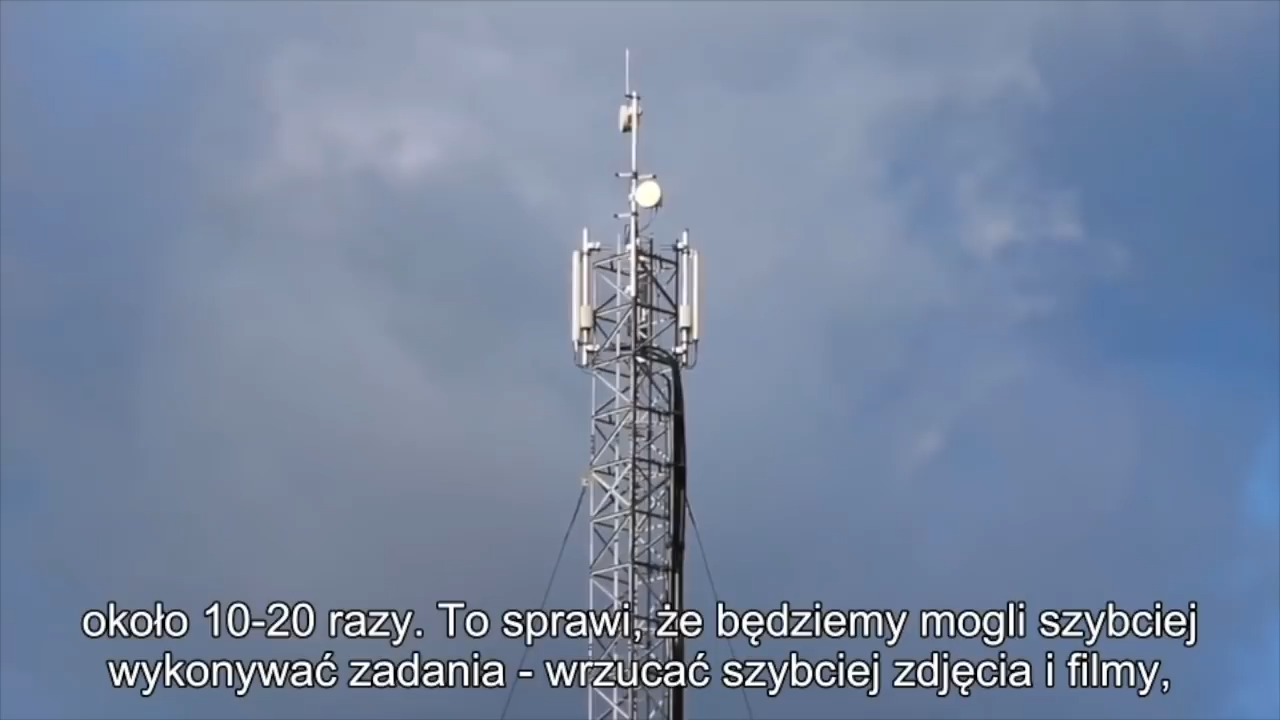 około 10-20 razy. To sprawi, że będziemy mogli szybciej
wykonywać zadania - wrzucać szybciej zdjęcia i filmy,